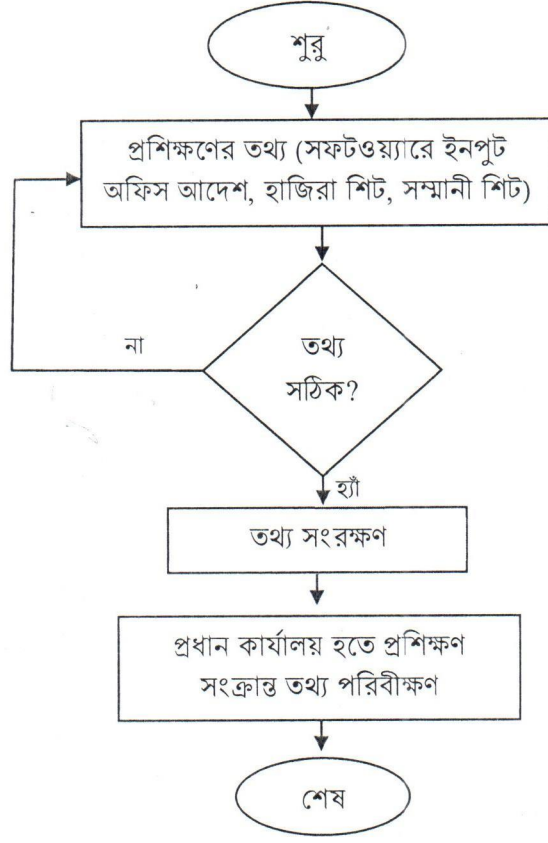 শুরু
প্রশিক্ষণের তথ্য (সফটওয়্যারে ইনপুট
অফিস আদেশ, হাজিরা শিট, সম্মানী শিট)
না
তথ্য
সঠিক?
হ্যাঁ
তথ্য সংরক্ষণ
প্রধান কার্যালয় হতে প্রশিক্ষণ
সংক্রান্ত তথ্য পরিবীক্ষণ
শেষ